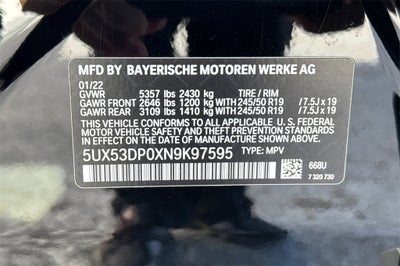 MFD BY BAYERISCHE MOTOREN WERKE AG
01/22
GVWR 5357 lbs 2430 kg TIRE / RIM
GAWR FRONT 2646 lbs 1200 kg WITH 245/50 R19 /7.5J x 19
GAWR REAR 3109 lbs 1410 kg WITH 245/50 R19 /7.5J x 19
THIS VEHICLE CONFORMS TO ALL APPLICABLE U. S. FEDERAL
MOTOR VEHICLE SAFETY, BUMPER, AND THEFT PREVENTION
STANDARDS IN EFFECT ON THE DATE OF MANUFACTURE SHOWN
ABOVE.
5UX53DP0XN9K97595 TYPE: MPV
668U
7 320 730